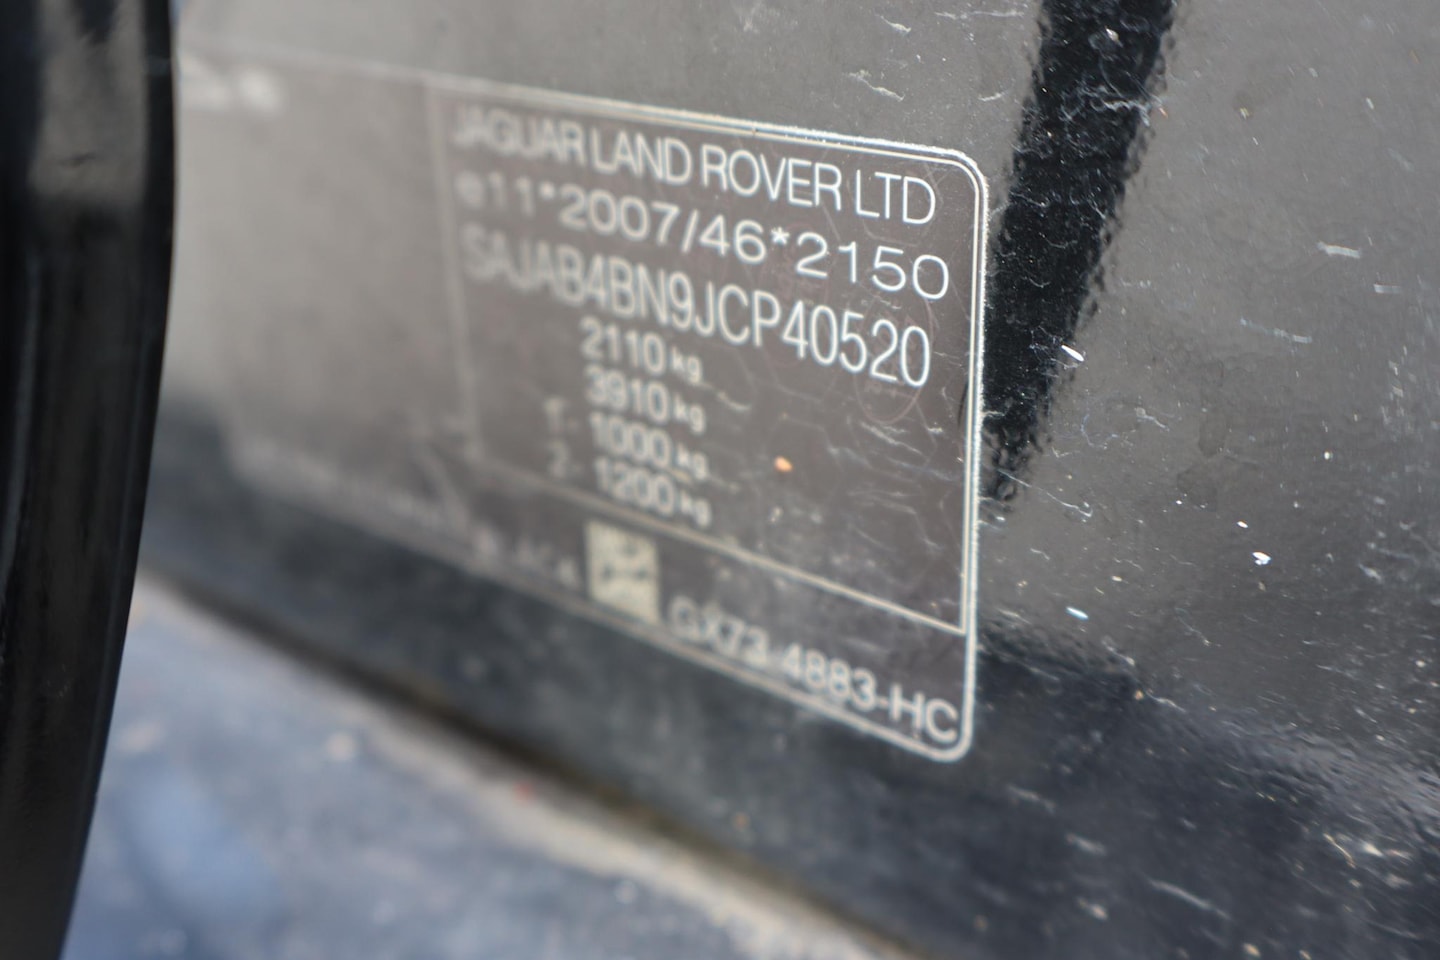 JAGUAR LAND ROVER LTD
e11*2007/46*2150
SAJAB4BN9JCP40520
2110 kg
3910 kg
1- 1000 kg
2- 1200 kg
GX73-4883-HC